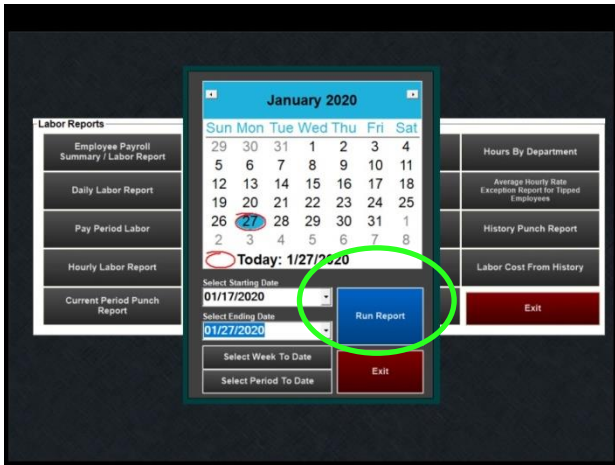 Labor Reports
Employee Payroll
Summary / Labor Report
Daily Labor Report
Pay Period Labor
Hourly Labor Report
Current Period Punch
Report
January 2020
Sun Mon Tue Wed Thu Fri Sat
29 30 31 1 2 3 4
5 6 7 8 9 10 11
12 13 14 15 16 17 18
19 20 21 22 23 24 25
26 27 28 29 30 31 1
2 3 4 5 6 7 8
Today: 1/27/2020
Select Starting Date
01/17/2020
Select Ending Date
01/27/2020
Run Report
Select Week To Date
Select Period To Date
Exit
Hours By Department
Average Hourly Rate
Exception Report for Tipped
Employees
History Punch Report
Labor Cost From History
Exit